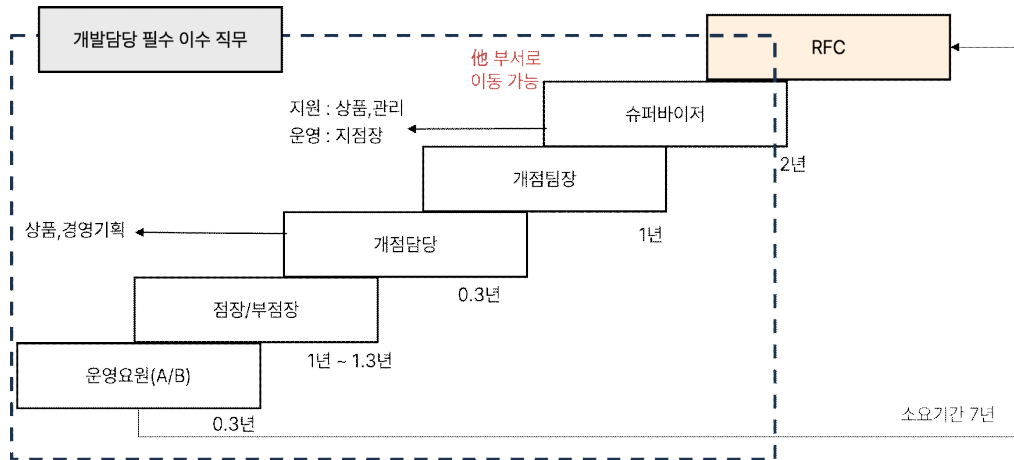 개발담당 필수 이수 직무
RFC
他 부서로
이동 가능
지원 : 상품,관리
운영 : 지점장
슈퍼바이저
2년
개점팀장
1년
상품,경영기획
개점담당
0.3년
점장/부점장
1년 ~ 1.3년
운영요원(A/B)
0.3년
소요기간 7년